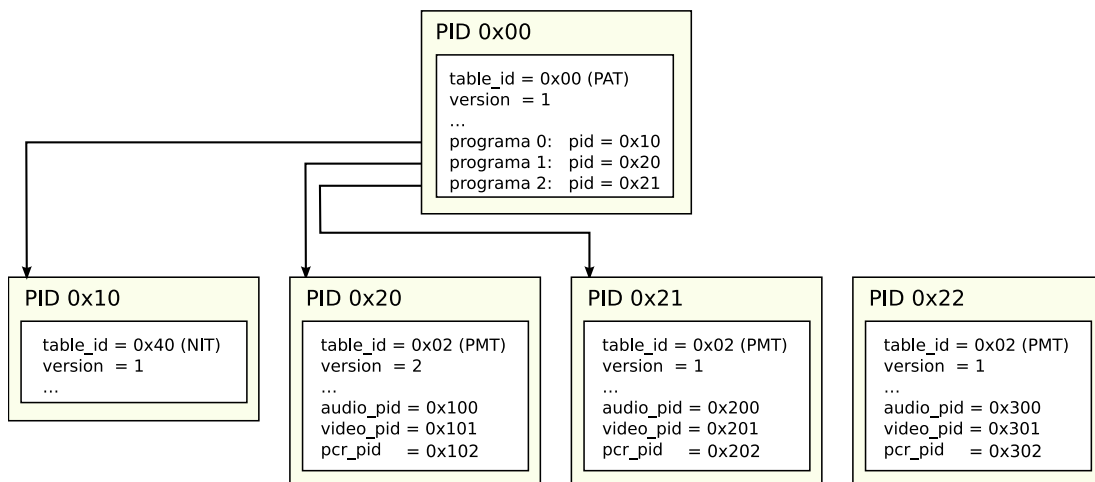 PID 0x00
table_id = 0x00 (PAT)
version = 1
...
programa 0: pid = 0x10
programa 1: pid = 0x20
programa 2: pid = 0x21
PID 0x10
table_id = 0x40 (NIT)
version = 1
...
PID 0x20
table_id = 0x02 (PMT)
version = 2
...
audio_pid = 0x100
video_pid = 0x101
pcr_pid = 0x102
PID 0x21
table_id = 0x02 (PMT)
version = 1
...
audio_pid = 0x200
video_pid = 0x201
pcr_pid = 0x202
PID 0x22
table_id = 0x02 (PMT)
version = 1
...
audio_pid = 0x300
video_pid = 0x301
pcr_pid = 0x302